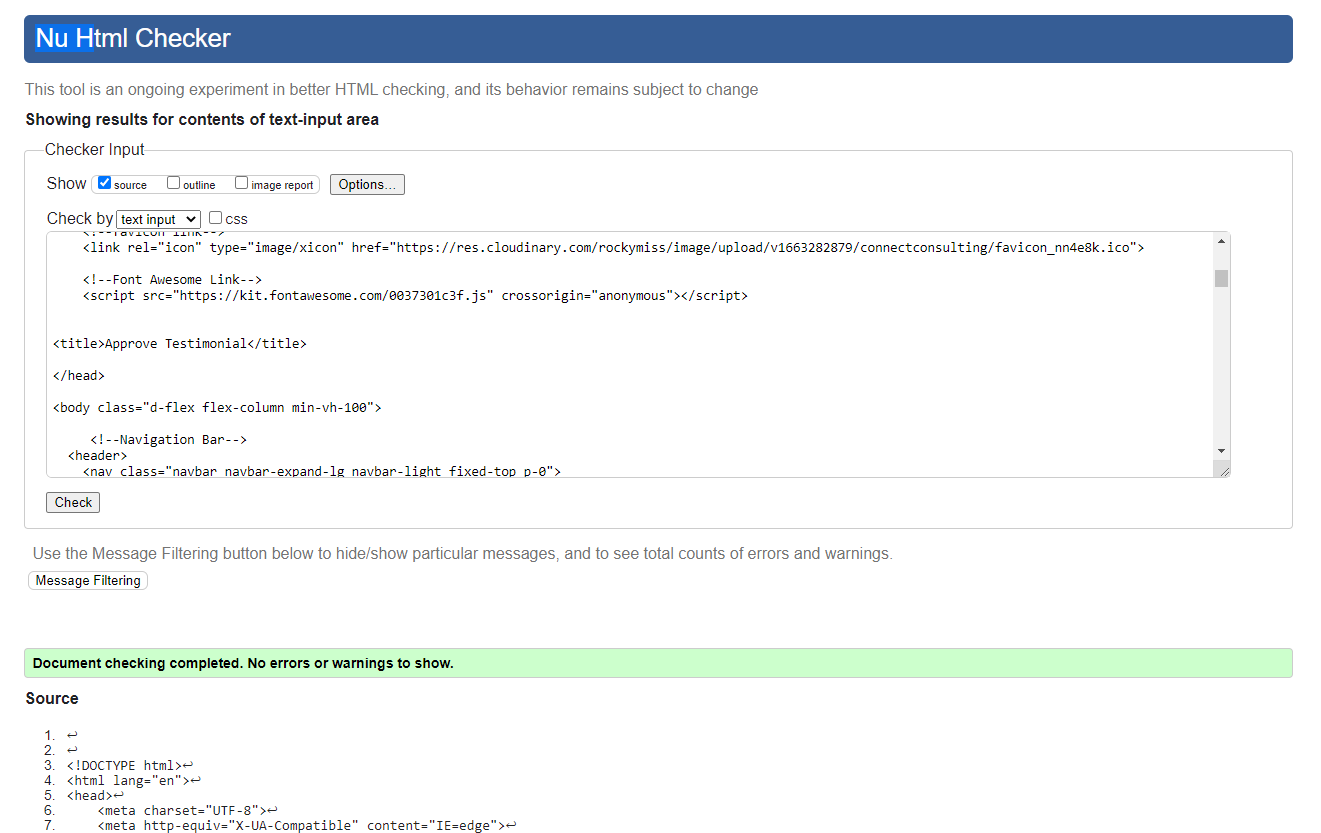 Nu Html Checker
This tool is an ongoing experiment in better HTML checking, and its behavior remains subject to change
Showing results for contents of text-input area
Checker Input
Show source outline image report Options...
Check by text input css
<!--Favicon link-->
<link rel="icon" type="image/xicon" href="https://res.cloudinary.com/rockymiss/image/upload/v1663282879/connectconsulting/favicon_nn4e8k.ico">
<!--Font Awesome Link-->
<script src="https://kit.fontawesome.com/0037301c3f.js" crossorigin="anonymous"></script>
<title>Approve Testimonial</title>
</head>
<body class="d-flex flex-column min-vh-100">
<!--Navigation Bar-->
<header>
<nav class="navbar navbar-expand-lg navbar-light fixed-top p-0">
Check
Use the Message Filtering button below to hide/show particular messages, and to see total counts of errors and warnings.
Message Filtering
Document checking completed. No errors or warnings to show.
Source
1. ↩
2. ↩
3. <!DOCTYPE html>↩
4. <html lang="en">↩
5. <head>↩
6. <meta charset="UTF-8">↩
7. <meta http-equiv="X-UA-Compatible" content="IE=edge">↩